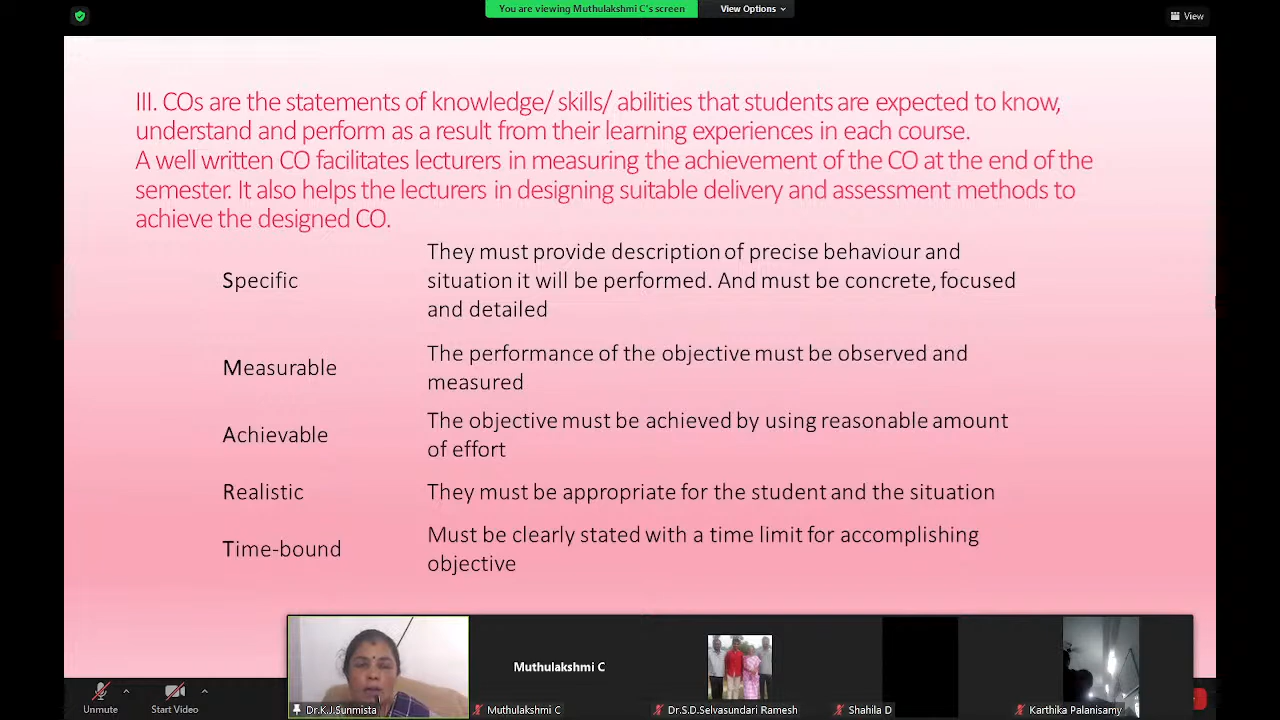 You are viewing Muthulakshmi C's screen
View Options
View
III. COs are the statements of knowledge/ skills/ abilities that students are expected to know,
understand and perform as a result from their learning experiences in each course.
A well written CO facilitates lecturers in measuring the achievement of the CO at the end of the
semester. It also helps the lecturers in designing suitable delivery and assessment methods to
achieve the designed CO.
Specific
They must provide description of precise behaviour and
situation it will be performed. And must be concrete, focused
and detailed
Measurable
The performance of the objective must be observed and
measured
Achievable
The objective must be achieved by using reasonable amount
of effort
Realistic
They must be appropriate for the student and the situation
Time-bound
Must be clearly stated with a time limit for accomplishing
objective
Muthulakshmi C
Unmute
Start Video
Dr.K.J.Sunmista
Muthulakshmi C
Dr.S.D.Selvasundari Ramesh
Shahila D
Karthika Palanisamy